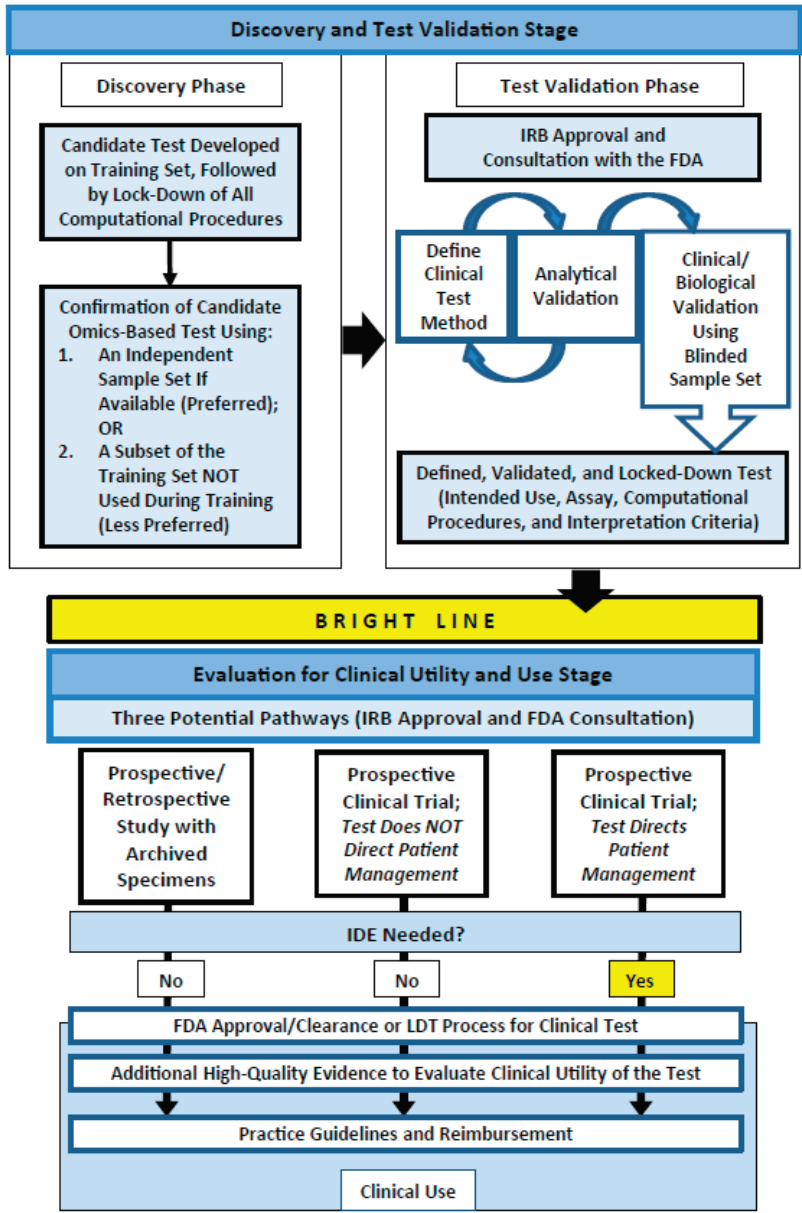 Discovery and Test Validation Stage
Discovery Phase
Candidate Test Developed
on Training Set, Followed
by Lock-Down of All
Computational Procedures
Confirmation of Candidate
Omics-Based Test Using:
1. An Independent
Sample Set If
Available (Preferred);
OR
2. A Subset of the
Training Set NOT
Used During Training
(Less Preferred)
Test Validation Phase
IRB Approval and
Consultation with the FDA
Define
Clinical
Test
Method
Analytical
Validation
Clinical/
Biological
Validation
Using
Blinded
Sample Set
Defined, Validated, and Locked-Down Test
(Intended Use, Assay, Computational
Procedures, and Interpretation Criteria)
BRIGHT LINE
Evaluation for Clinical Utility and Use Stage
Three Potential Pathways (IRB Approval and FDA Consultation)
Prospective/
Retrospective
Study with
Archived
Specimens
Prospective
Clinical Trial;
Test Does NOT
Direct Patient
Management
Prospective
Clinical Trial;
Test Directs
Patient
Management
IDE Needed?
No
No
Yes
FDA Approval/Clearance or LDT Process for Clinical Test
Additional High-Quality Evidence to Evaluate Clinical Utility of the Test
Practice Guidelines and Reimbursement
Clinical Use